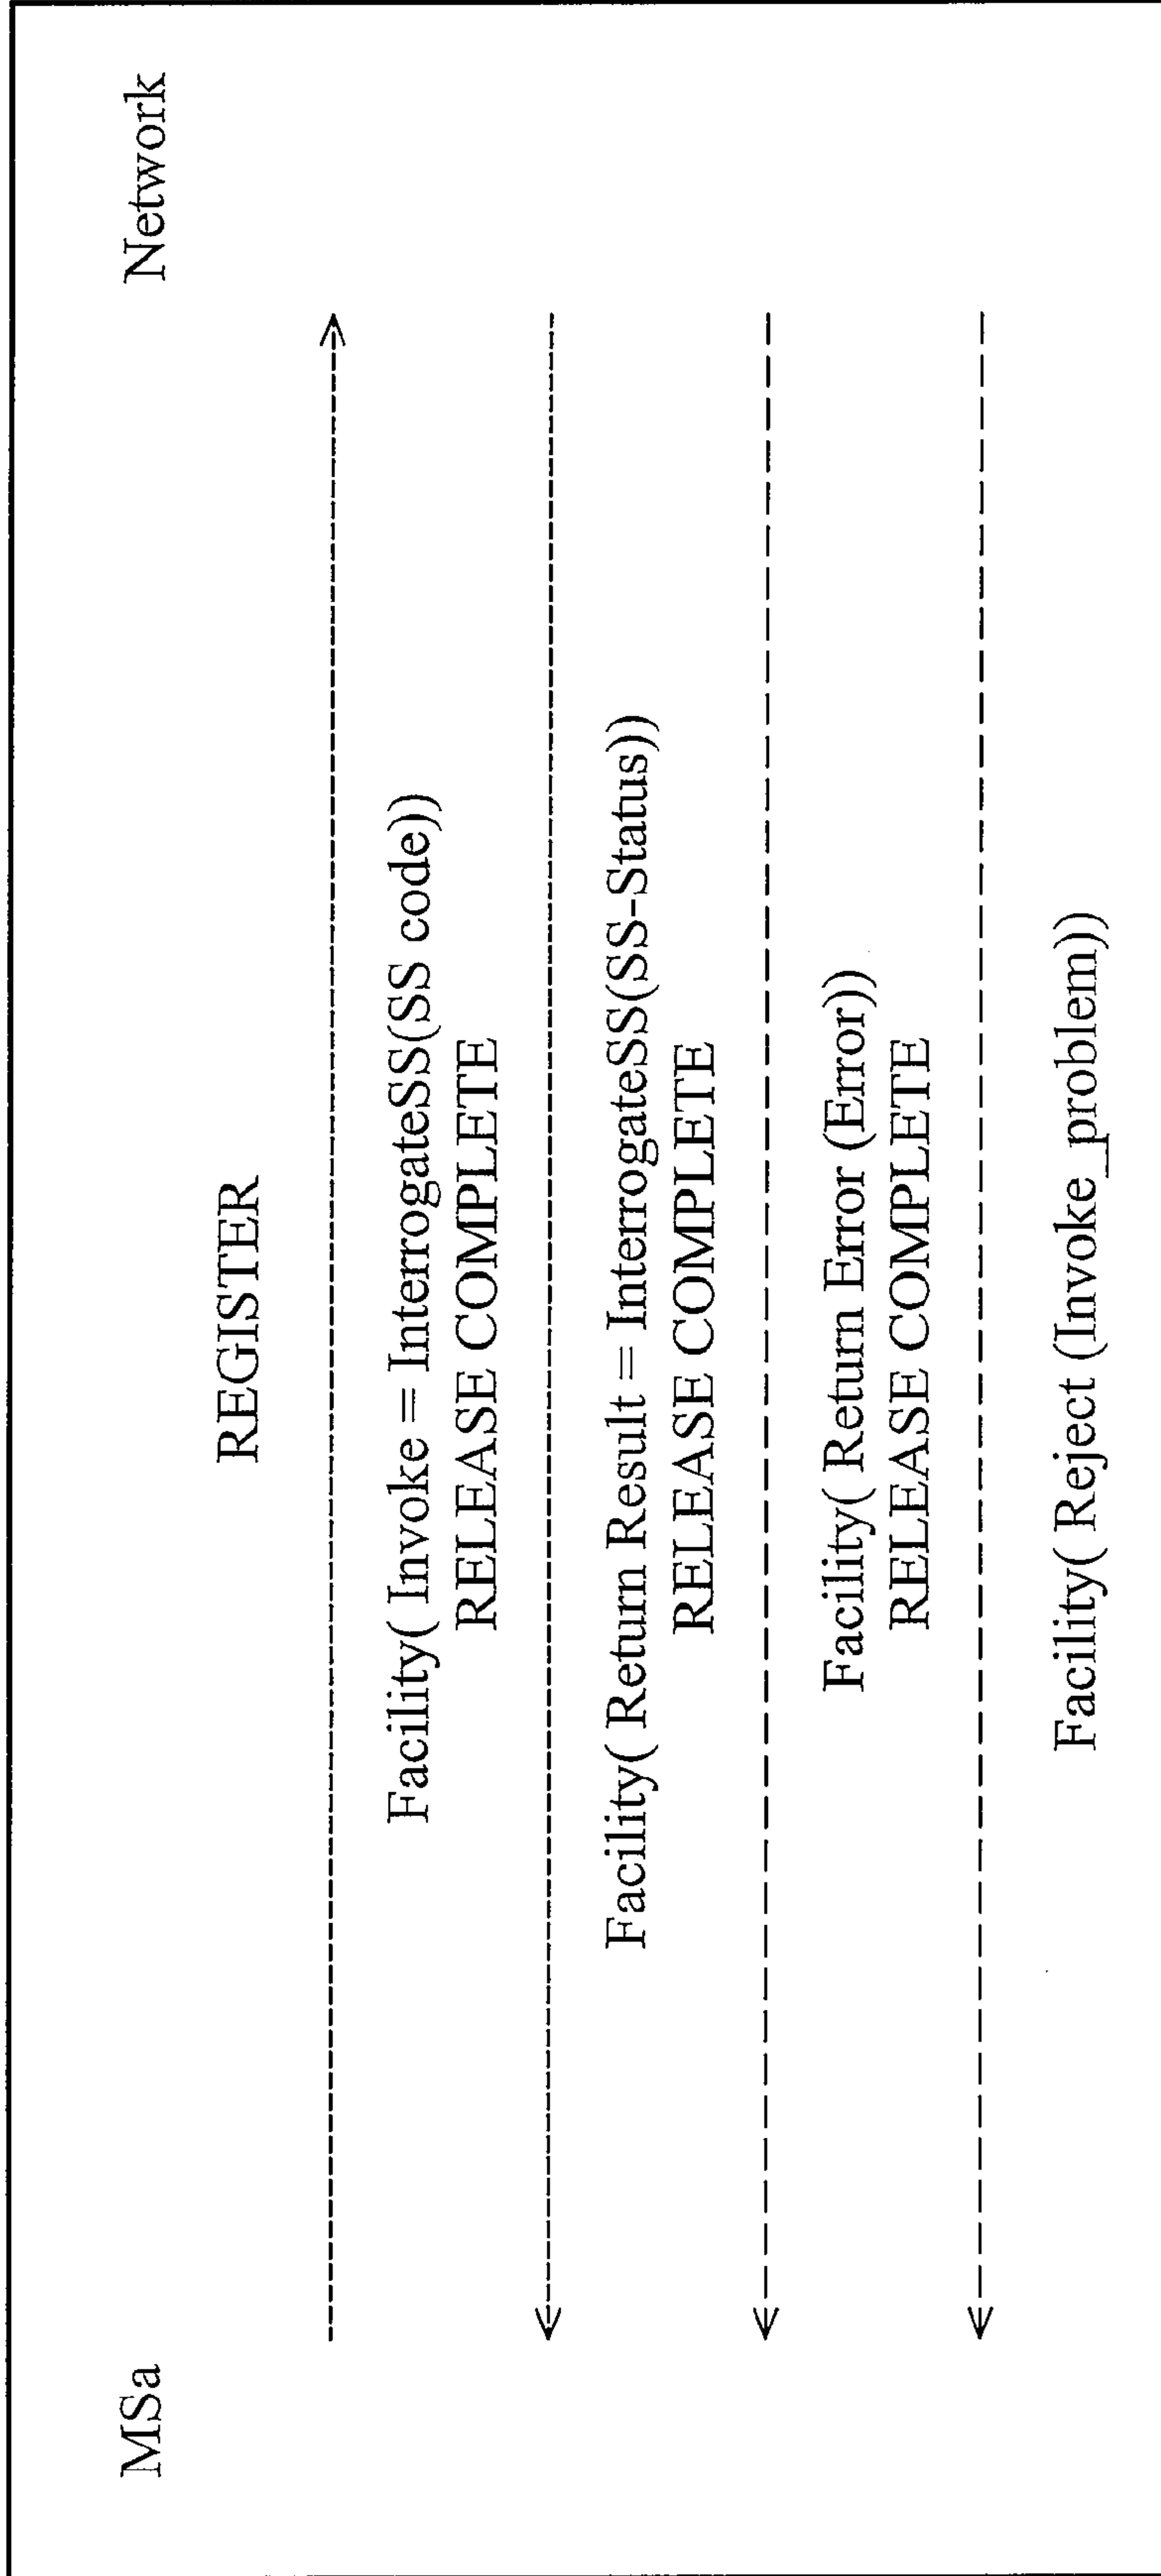 MSa Network
REGISTER
Facility( Invoke = InterrogateSS(SS code))
RELEASE COMPLETE
Facility( Return Result = InterrogateSS(SS-Status))
RELEASE COMPLETE
Facility( Return Error (Error))
RELEASE COMPLETE
Facility( Reject (Invoke_problem))